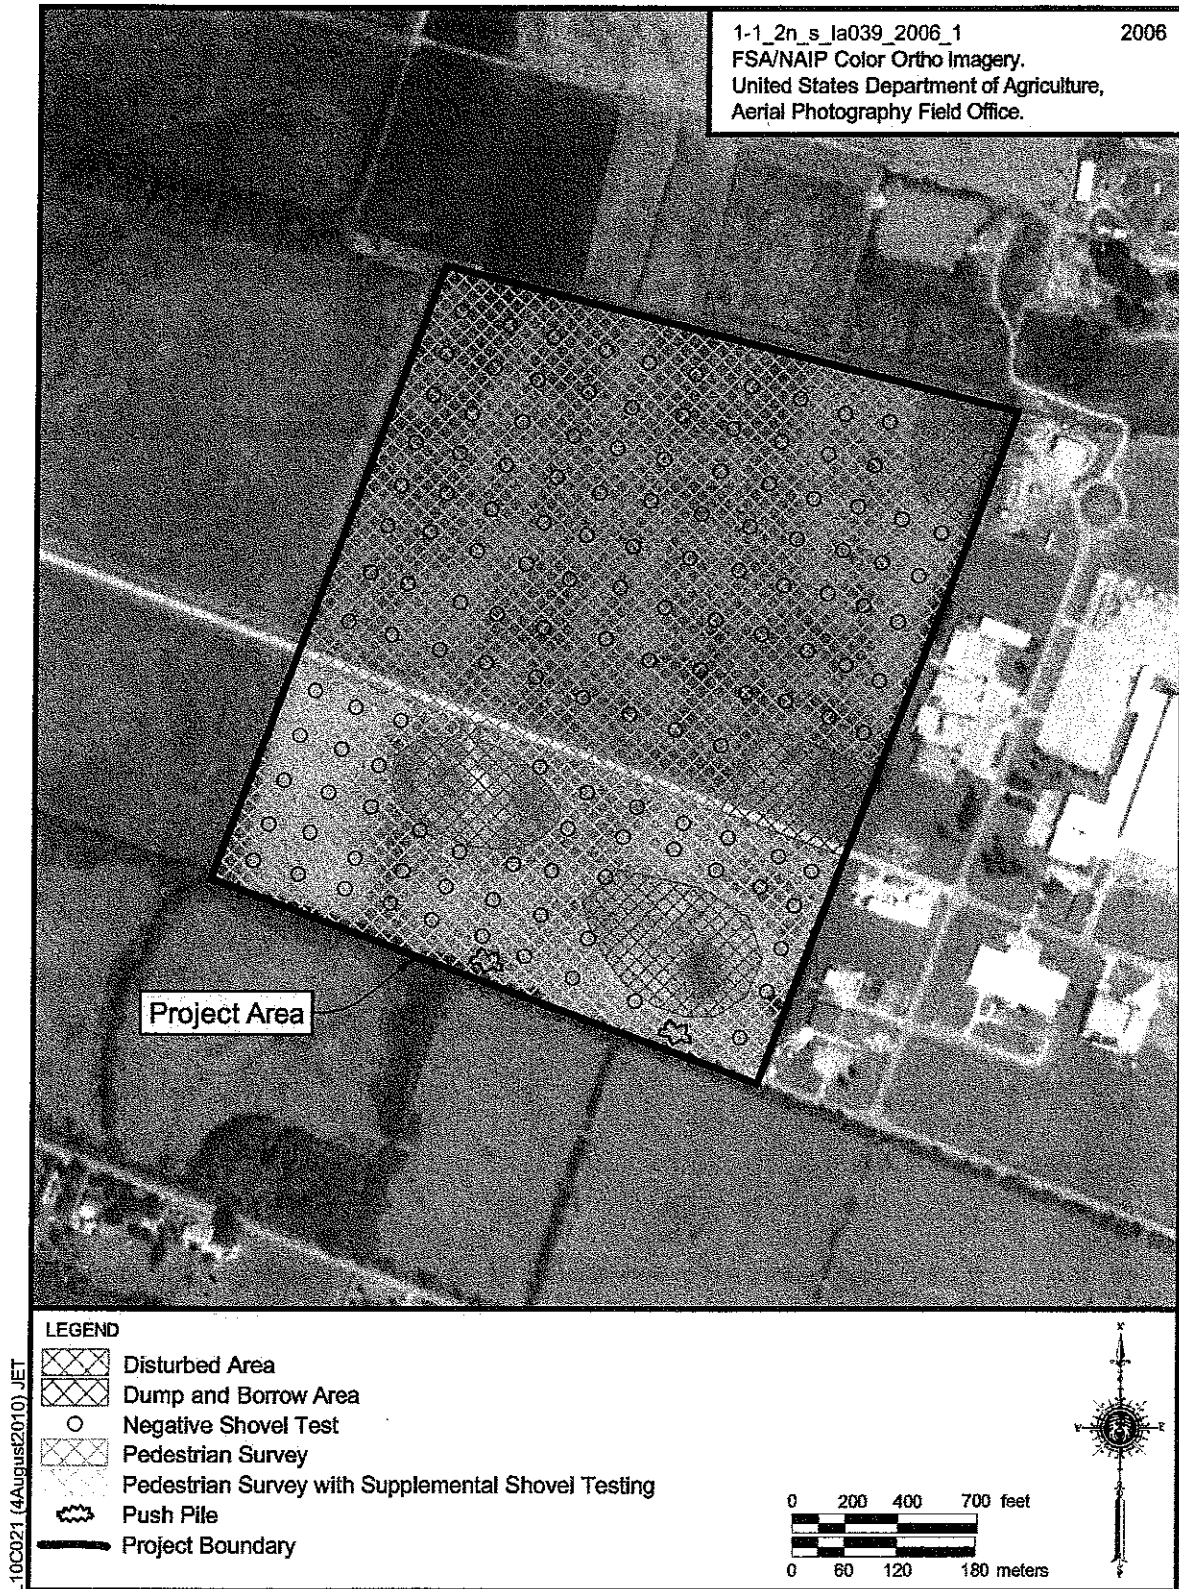 1-1_2n_s_la039_2006_1 2006
FSA/NAIP Color Ortho Imagery.
United States Department of Agriculture,
Aerial Photography Field Office.
Project Area
LEGEND
Disturbed Area
Dump and Borrow Area
Negative Shovel Test
Pedestrian Survey
Pedestrian Survey with Supplemental Shovel Testing
Push Pile
Project Boundary
0 200 400 700 feet
0 60 120 180 meters
10C021 (4August2010) JET